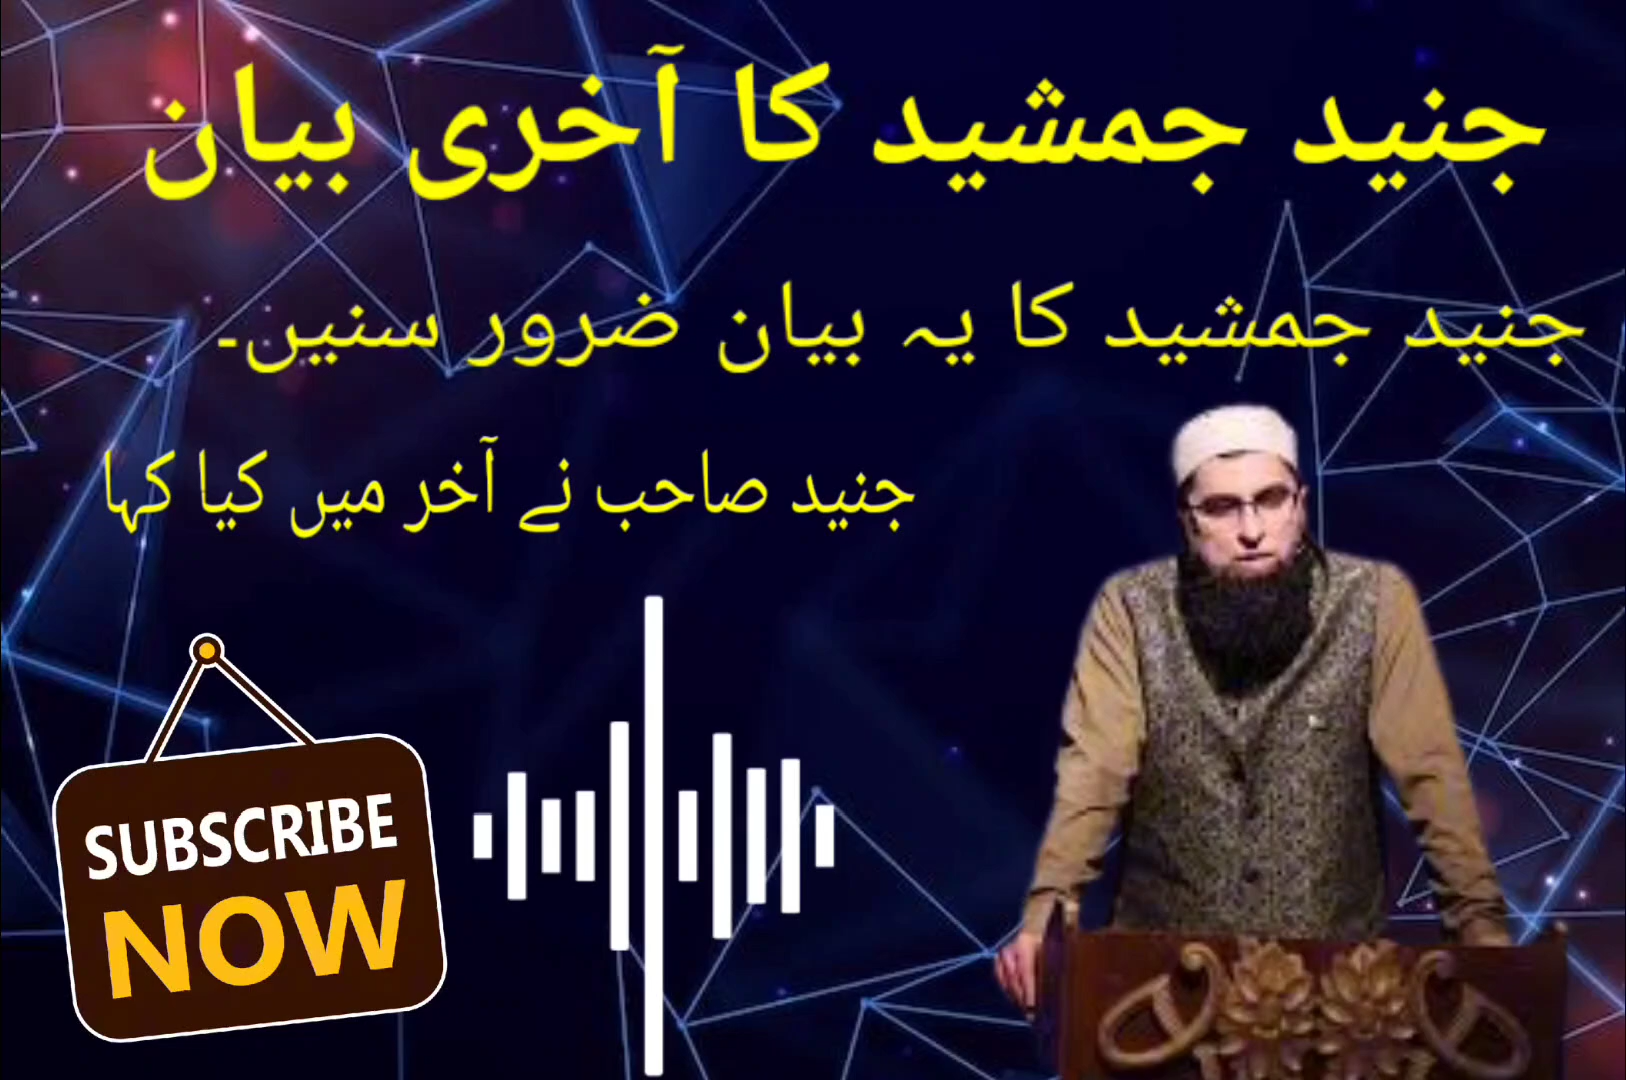 جنید جمشید کا آخری بیان
جنید جمشید کا یہ بیان ضرور سنیں۔
جنید صاحب نے آخر میں کیا کہا
SUBSCRIBE
NOW